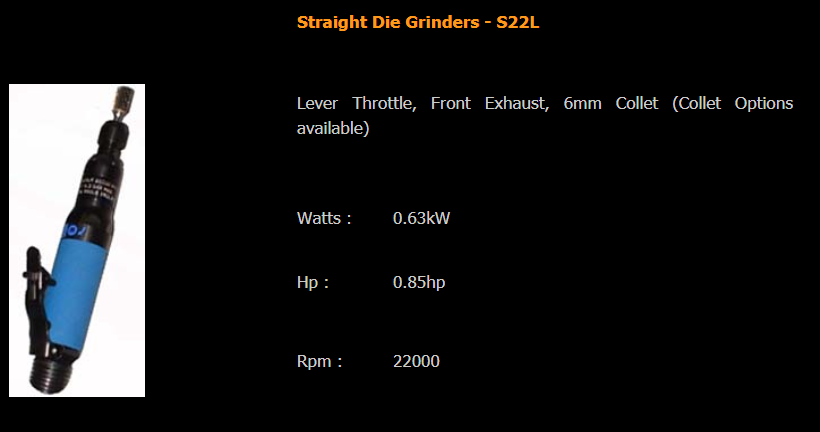 Straight Die Grinders - S22L
Lever Throttle, Front Exhaust, 6mm Collet (Collet Options
available)
Watts : 0.63kW
Hp : 0.85hp
Rpm : 22000